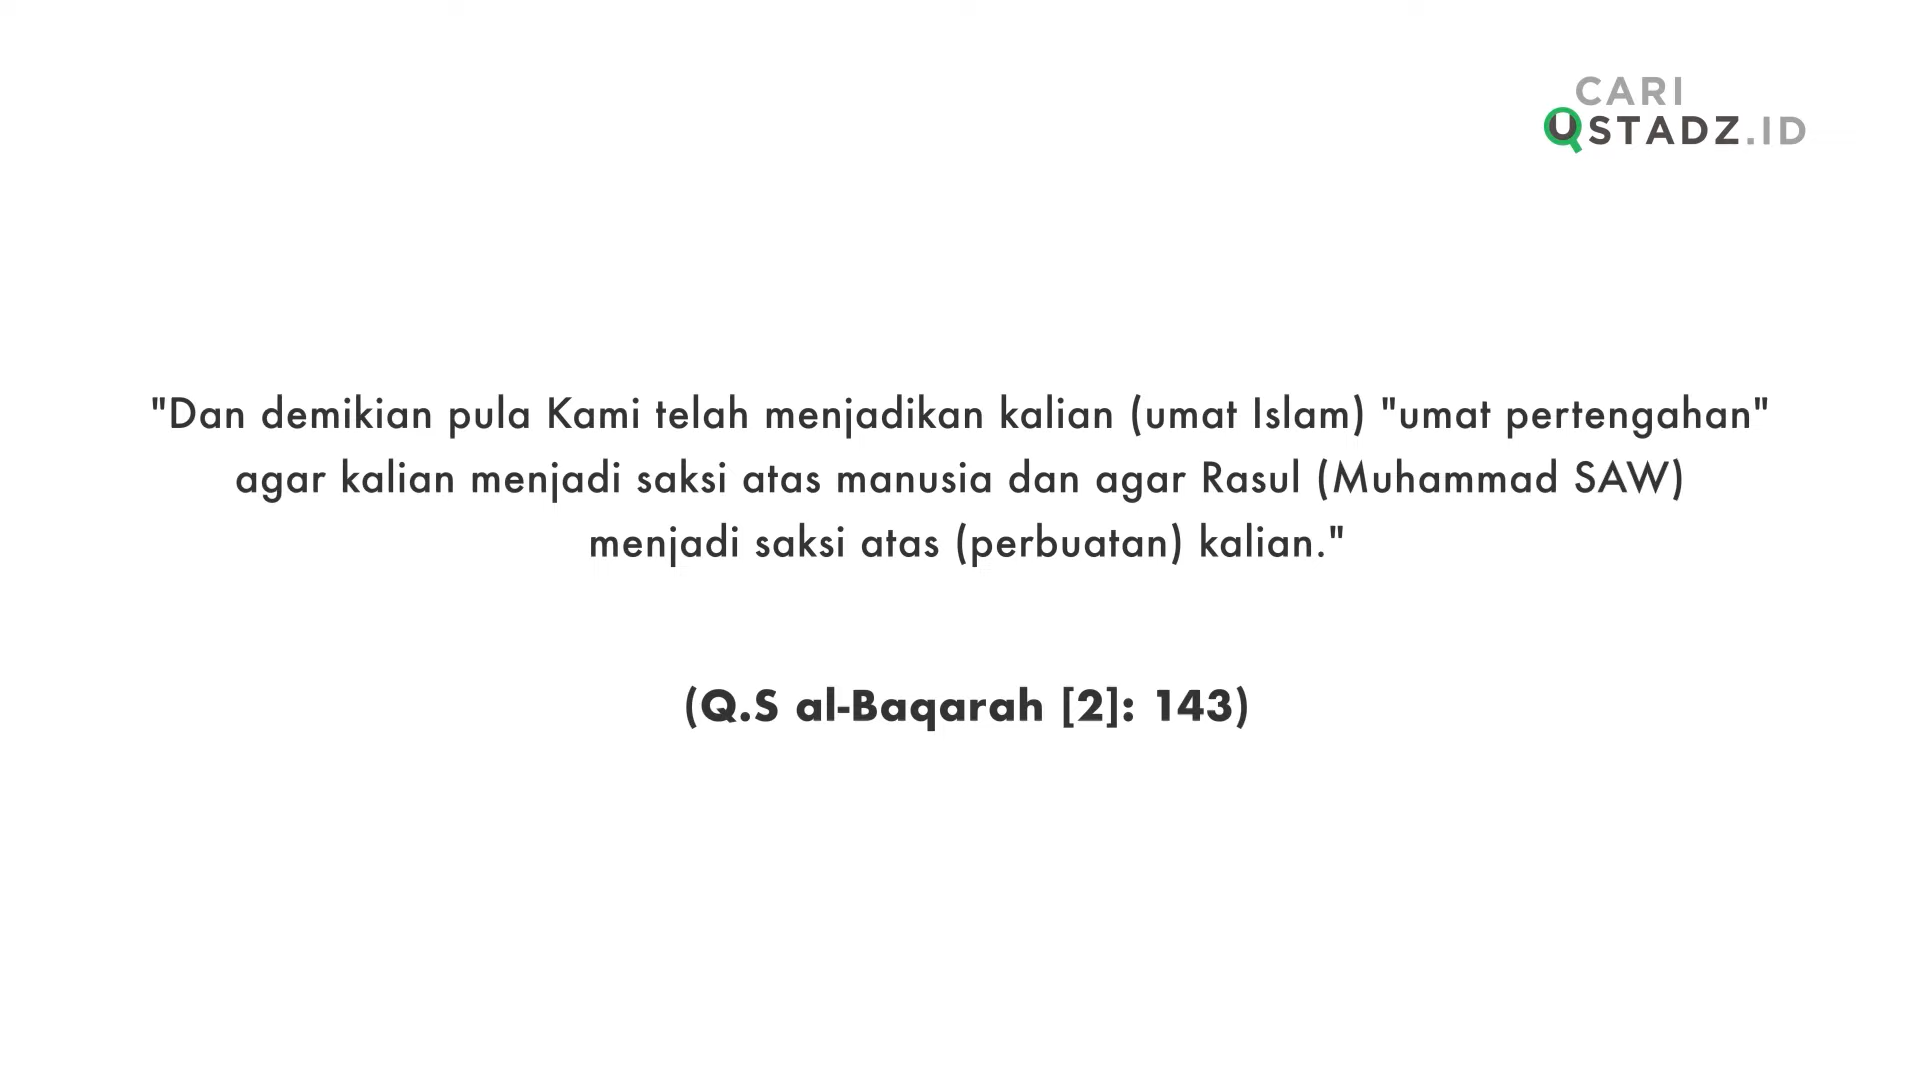 CARI
USTADZ.ID
"Dan demikian pula Kami telah menjadikan kalian (umat Islam) "umat pertengahan"
agar kalian menjadi saksi atas manusia dan agar Rasul (Muhammad SAW)
menjadi saksi atas (perbuatan) kalian."
(Q.S al-Baqarah [2]: 143)